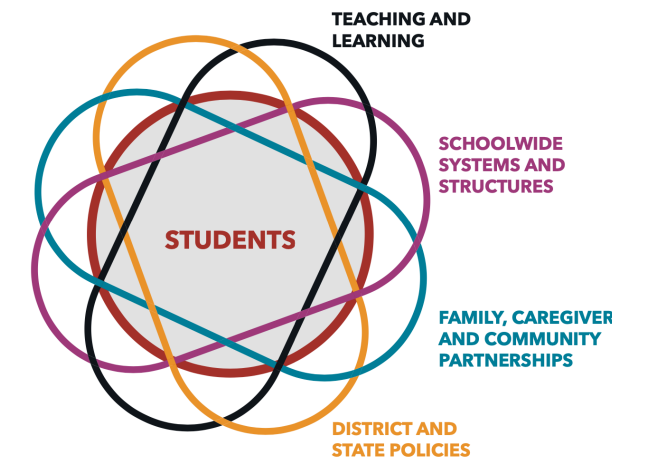 TEACHING AND
LEARNING
SCHOOLWIDE
SYSTEMS AND
STRUCTURES
STUDENTS
FAMILY, CAREGIVER
AND COMMUNITY
PARTNERSHIPS
DISTRICT AND
STATE POLICIES